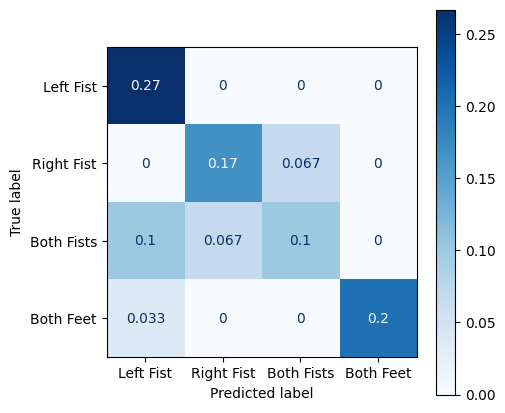 Left Fist 0.27 0 0 0
Right Fist 0 0.17 0.067 0
Both Fists 0.1 0.067 0.1 0
Both Feet 0.033 0 0 0.2
Left Fist Right Fist Both Fists Both Feet
Predicted label
True label
0.25
0.20
0.15
0.10
0.05
0.00